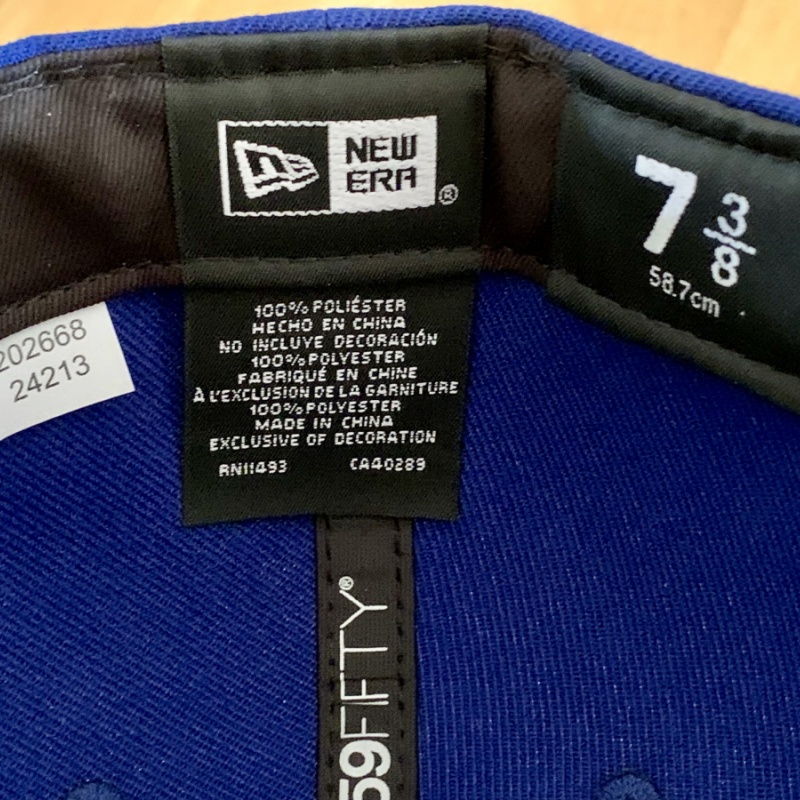 NEW
ERA
®
7 3/8
58.7cm
100% POLIÉSTER
HECHO EN CHINA
NO INCLUYE DECORACIÓN
100% POLYESTER
FABRIQUÉ EN CHINE
À L'EXCLUSION DE LA GARNITURE
100% POLYESTER
MADE IN CHINA
EXCLUSIVE OF DECORATION
RN11493 CA40289
202668
24213
59FIFTY®